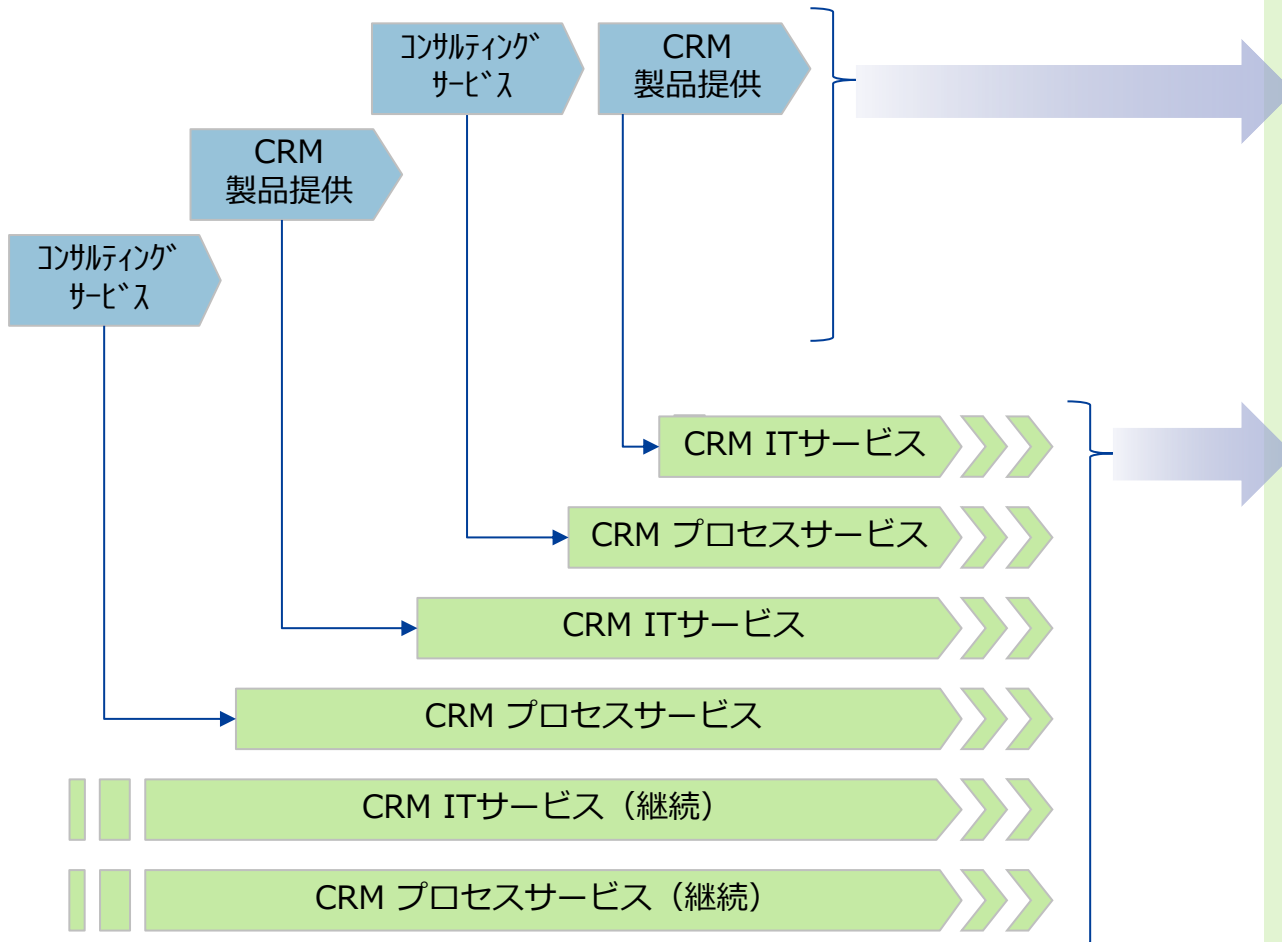 ｺﾝｻﾙﾃｨﾝｸﾞ
ｻｰﾋﾞｽ
CRM
製品提供
CRM
製品提供
ｺﾝｻﾙﾃｨﾝｸﾞ
ｻｰﾋﾞｽ
CRM ITサービス
CRM プロセスサービス
CRM ITサービス
CRM プロセスサービス
CRM ITサービス（継続）
CRM プロセスサービス（継続）